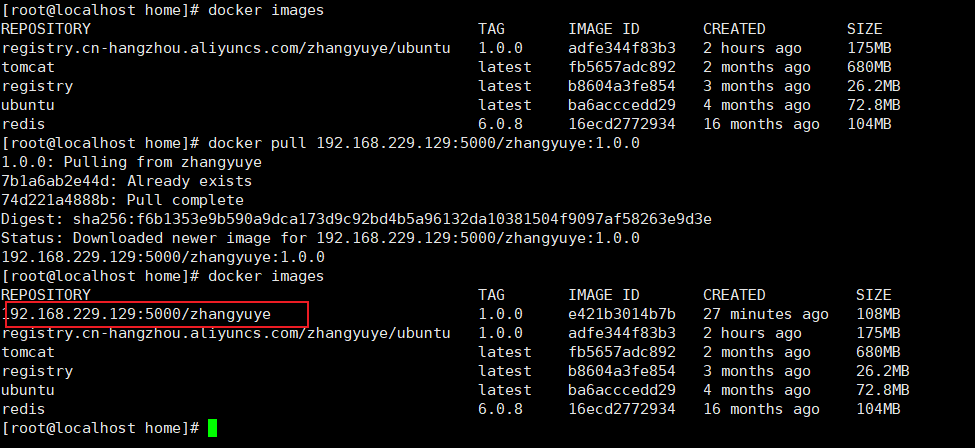 [root@localhost home]# docker images
REPOSITORY TAG IMAGE ID CREATED SIZE
registry.cn-hangzhou.aliyuncs.com/zhangyuye/ubuntu 1.0.0 adfe344f83b3 2 hours ago 175MB
tomcat latest fb5657adc892 2 months ago 680MB
registry latest b8604a3fe854 3 months ago 26.2MB
ubuntu latest ba6acccedd29 4 months ago 72.8MB
redis 6.0.8 16ecd2772934 16 months ago 104MB
[root@localhost home]# docker pull 192.168.229.129:5000/zhangyuye:1.0.0
1.0.0: Pulling from zhangyuye
7b1a6ab2e44d: Already exists
74d221a4888b: Pull complete
Digest: sha256:f6b1353e9b590a9dca173d9c92bd4b5a96132da10381504f9097af58263e9d3e
Status: Downloaded newer image for 192.168.229.129:5000/zhangyuye:1.0.0
192.168.229.129:5000/zhangyuye:1.0.0
[root@localhost home]# docker images
REPOSITORY TAG IMAGE ID CREATED SIZE
192.168.229.129:5000/zhangyuye 1.0.0 e421b3014b7b 27 minutes ago 108MB
registry.cn-hangzhou.aliyuncs.com/zhangyuye/ubuntu 1.0.0 adfe344f83b3 2 hours ago 175MB
tomcat latest fb5657adc892 2 months ago 680MB
registry latest b8604a3fe854 3 months ago 26.2MB
ubuntu latest ba6acccedd29 4 months ago 72.8MB
redis 6.0.8 16ecd2772934 16 months ago 104MB
[root@localhost home]#